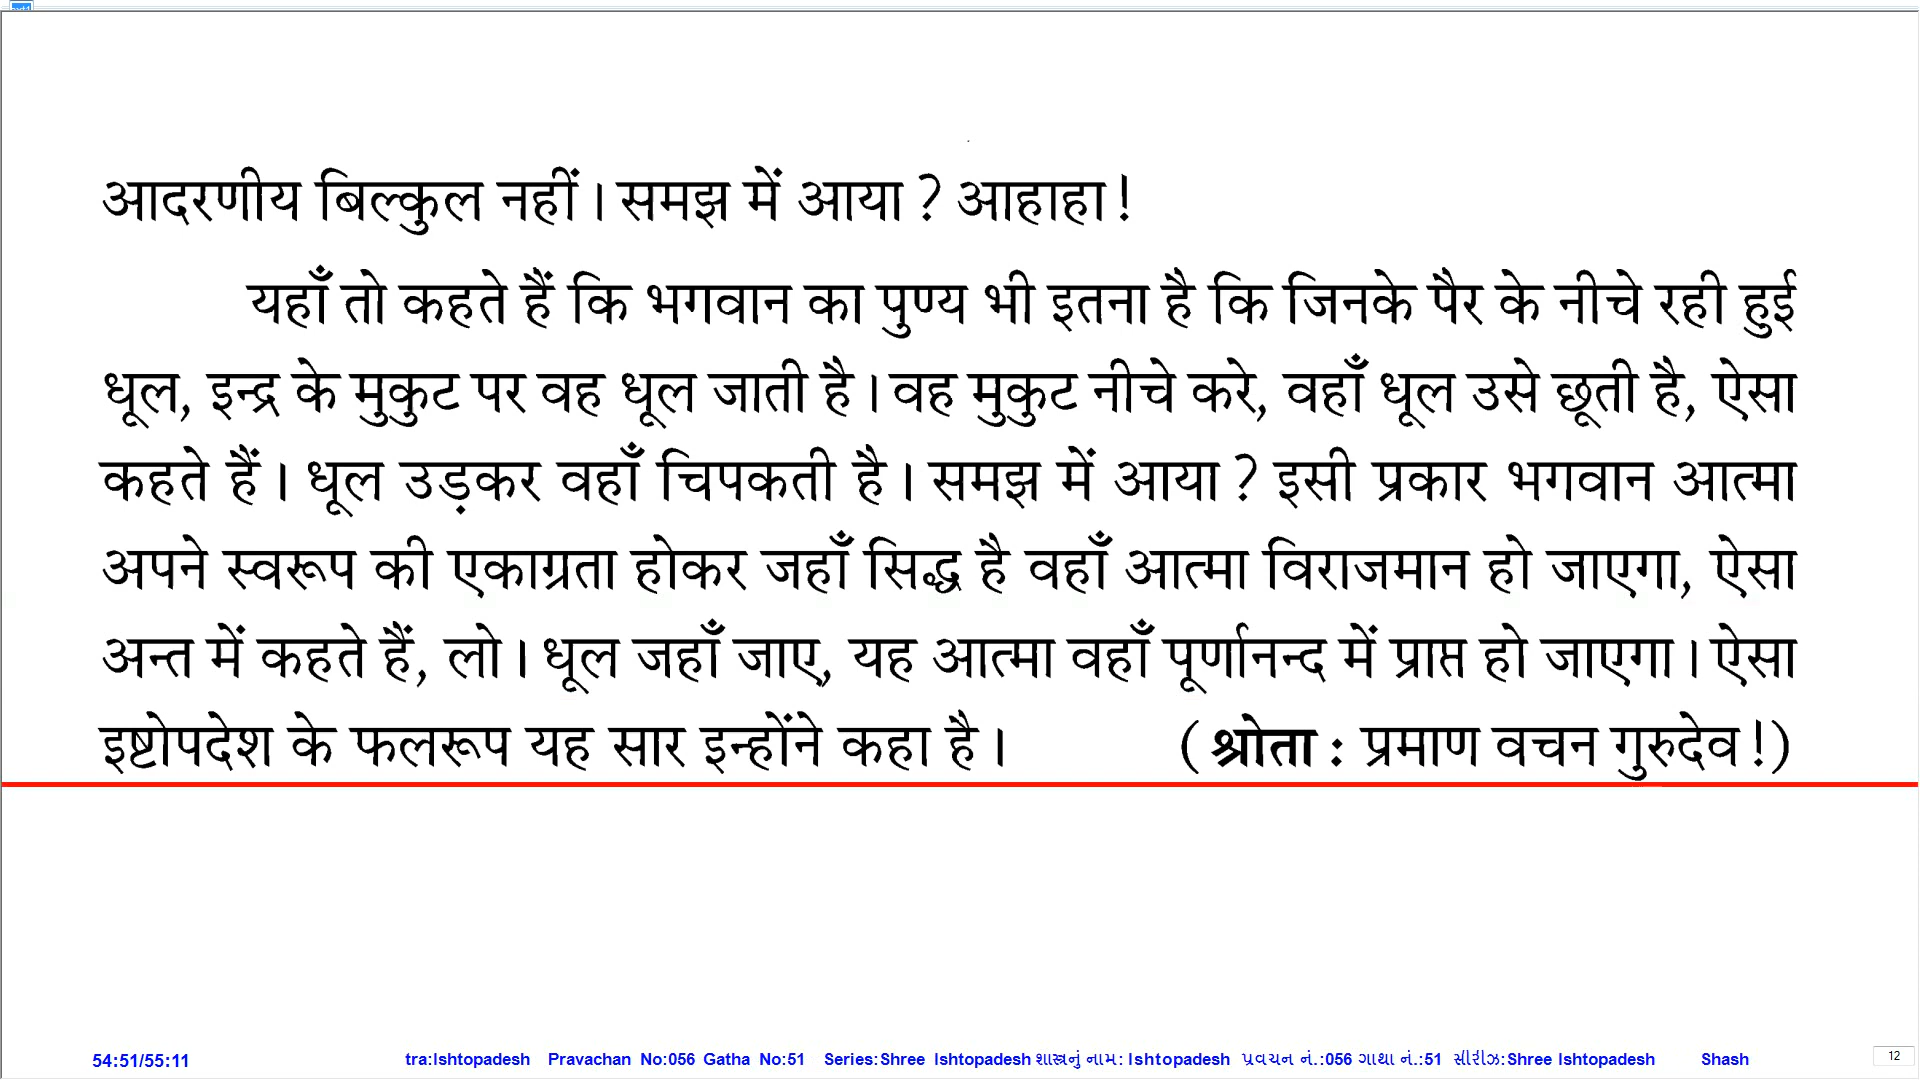 आदरणीय बिल्कुल नहीं। समझ में आया? आहाहा!
यहाँ तो कहते हैं कि भगवान का पुण्य भी इतना है कि जिनके पैर के नीचे रही हुई
धूल, इन्द्र के मुकुट पर वह धूल जाती है। वह मुकुट नीचे करे, वहाँ धूल उसे छूती है, ऐसा
कहते हैं। धूल उड़कर वहाँ चिपकती है। समझ में आया? इसी प्रकार भगवान आत्मा
अपने स्वरूप की एकाग्रता होकर जहाँ सिद्ध है वहाँ आत्मा विराजमान हो जाएगा, ऐसा
अन्त में कहते हैं, लो। धूल जहाँ जाए, यह आत्मा वहाँ पूर्णानन्द में प्राप्त हो जाएगा। ऐसा
इष्टोपदेश के फलरूप यह सार इन्होंने कहा है। (श्रोता : प्रमाण वचन गुरुदेव!)
54:51/55:11 tra:Ishtopadesh Pravachan No:056 Gatha No:51 Series:Shree Ishtopadesh શાસ્ત્રનું નામ: Ishtopadesh પ્રવચન નં.:056 ગાથા નં.:51 સીરીઝ:Shree Ishtopadesh Shash 12